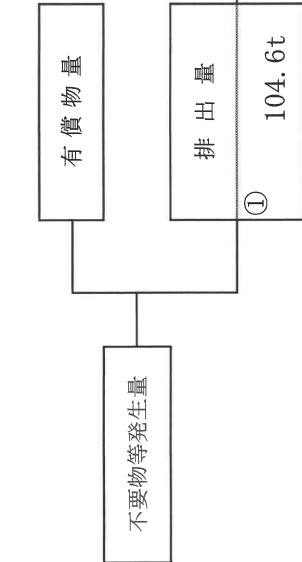 不要物等発生量
有償物量
排出量
①
104.6t